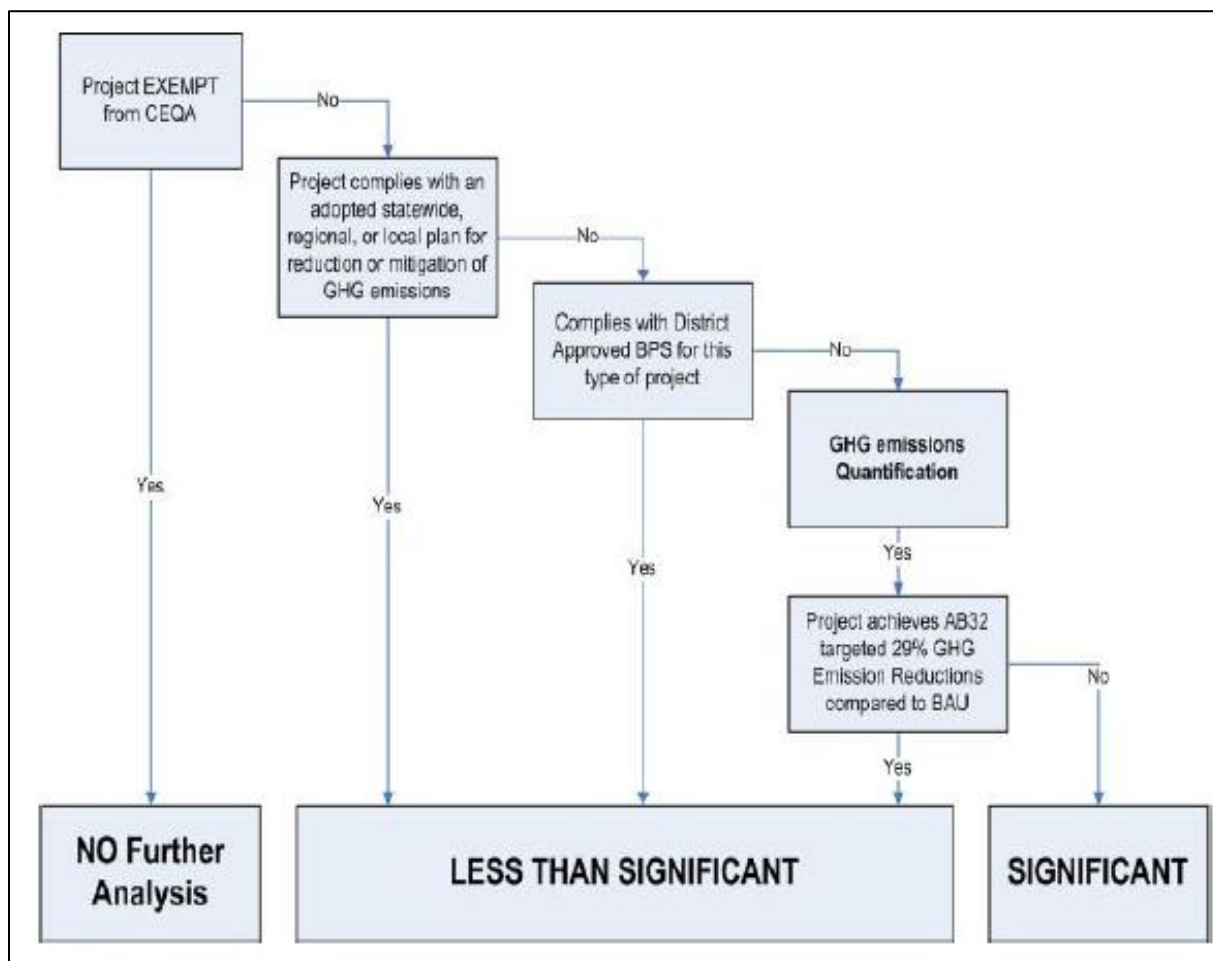 Project EXEMPT
from CEQA
No
Project complies with an
adopted statewide,
regional, or local plan for
reduction or mitigation of
GHG emissions
No
Complies with District
Approved BPS for this
type of project
No
GHG emissions
Quantification
Yes
Yes
Yes
Yes
Project achieves AB32
targeted 29% GHG
Emission Reductions
compared to BAU
No
Yes
NO Further
Analysis
LESS THAN SIGNIFICANT
SIGNIFICANT